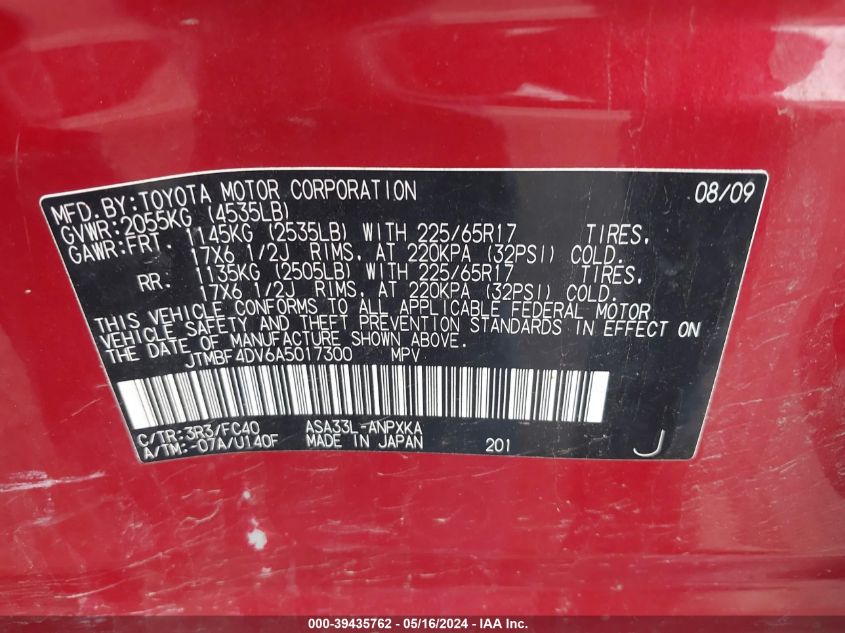 MFD.BY:TOYOTA MOTOR CORPORATION 08/09
GVWR:2055KG (4535LB)
GAWR:FRT. 1145KG (2535LB) WITH 225/65R17 TIRES,
17X6 1/2J RIMS, AT 220KPA (32PSI) COLD.
RR. 1135KG (2505LB) WITH 225/65R17 TIRES,
17X6 1/2J RIMS, AT 220KPA (32PSI) COLD.
THIS VEHICLE CONFORMS TO ALL APPLICABLE FEDERAL MOTOR
VEHICLE SAFETY AND THEFT PREVENTION STANDARDS IN EFFECT ON
THE DATE OF MANUFACTURE SHOWN ABOVE.
JTMBF4DV6A5017300 MPV
C/TR:3R3/FC40 ASA33L-ANPXKA
A/TM:-07A/U140F MADE IN JAPAN 201 J
000-39435762 - 05/16/2024 - IAA Inc.